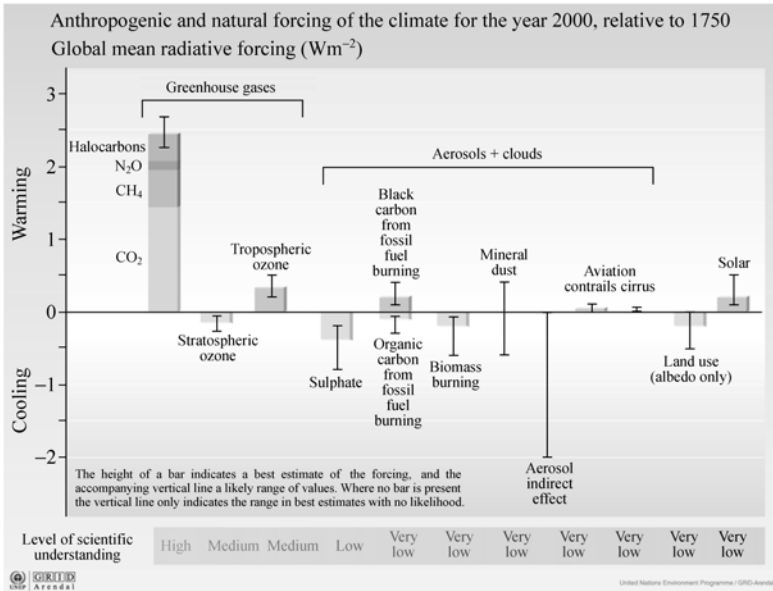 Anthropogenic and natural forcing of the climate for the year 2000, relative to 1750
Global mean radiative forcing (Wm⁻²)
3
2
1
0
−1
−2
Warming
Cooling
Greenhouse gases
Halocarbons
N₂O
CH₄
CO₂
Stratospheric
ozone
Tropospheric
ozone
Aerosols + clouds
Sulphate
Black
carbon
from
fossil
fuel
burning
Organic
carbon
from
fossil
fuel
burning
Biomass
burning
Mineral
dust
Aerosol
indirect
effect
Aviation
contrails cirrus
Land use
(albedo only)
Solar
The height of a bar indicates a best estimate of the forcing, and the
accompanying vertical line a likely range of values. Where no bar is present
the vertical line only indicates the range in best estimates with no likelihood.
Level of scientific
understanding
High
Medium
Medium
Low
Very
low
Very
low
Very
low
Very
low
Very
low
Very
low
Very
low
Very
low
UNEP
GRID
Arendal
United Nations Environment Programme / GRID-Arendal